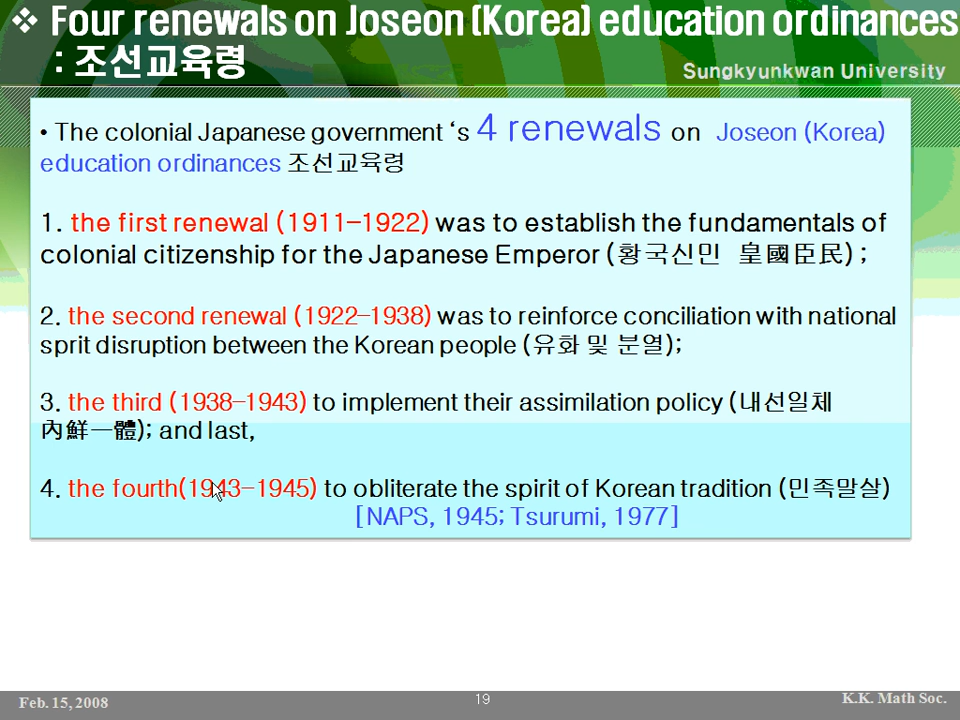 ❖ Four renewals on Joseon (Korea) education ordinances
: 조선교육령
Sungkyunkwan University
• The colonial Japanese government ‘s 4 renewals on Joseon (Korea)
education ordinances 조선교육령
1. the first renewal (1911-1922) was to establish the fundamentals of
colonial citizenship for the Japanese Emperor (황국신민 皇國臣民) ;
2. the second renewal (1922-1938) was to reinforce conciliation with national
sprit disruption between the Korean people (유화 및 분열);
3. the third (1938-1943) to implement their assimilation policy (내선일체
內鮮一體); and last,
4. the fourth(1943-1945) to obliterate the spirit of Korean tradition (민족말살)
[NAPS, 1945; Tsurumi, 1977]
Feb. 15, 2008
19
K.K. Math Soc.